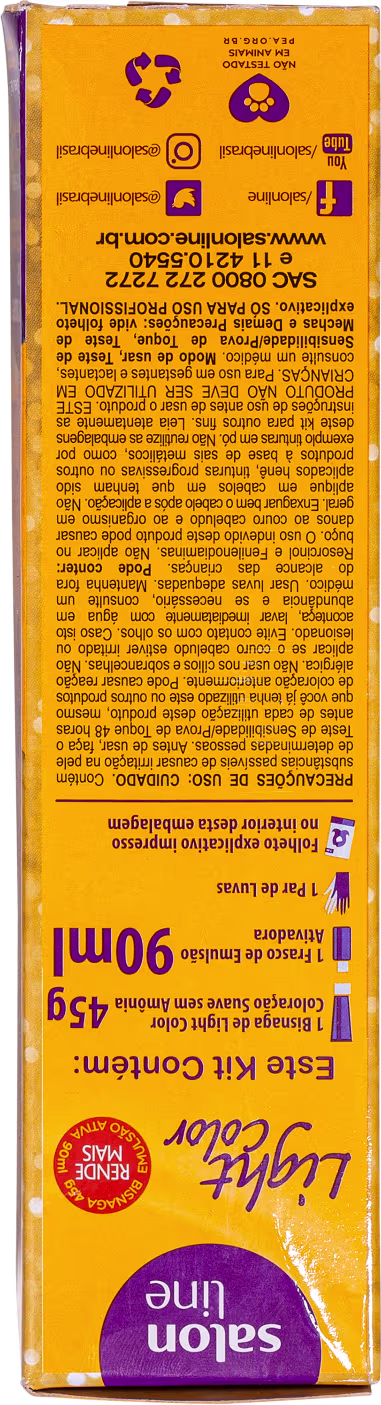 salon
line
Light
Color
BISNAGA 45g
RENDE
MAIS
EMULSÃO ATIVA 90ml
Este Kit Contém:
1 Bisnaga de Light Color
Coloração Suave sem Amônia 45g
1 Frasco de Emulsão
Ativadora 90ml
1 Par de Luvas
Folheto explicativo impresso
no interior desta embalagem
PRECAUÇÕES DE USO: CUIDADO. Contém
substâncias passíveis de causar irritação na pele
de determinadas pessoas. Antes de usar, faça o
Teste de Sensibilidade/Prova de Toque 48 horas
antes de cada utilização deste produto, mesmo
que você já tenha utilizado este ou outros produtos
de coloração anteriormente. Pode causar reação
alérgica. Não usar nos cílios e sobrancelhas. Não
aplicar se o couro cabeludo estiver irritado ou
lesionado. Evite contato com os olhos. Caso isto
aconteça, lavar imediatamente com água em
abundância e se necessário, consulte um
médico. Usar luvas adequadas. Mantenha fora
do alcance das crianças. Pode conter:
Resorcinol e Fenilenodiaminas. Não aplicar no
buço. O uso indevido deste produto pode causar
danos ao couro cabeludo e ao organismo em
geral. Enxaguar bem o cabelo após a aplicação. Não
aplique em cabelos em que tenham sido
aplicados henê, tinturas progressivas ou outros
produtos à base de sais metálicos, como por
exemplo tinturas em pó. Não reutilize as embalagens
deste kit para outros fins. Leia atentamente as
instruções de uso antes de usar o produto. ESTE
PRODUTO NÃO DEVE SER UTILIZADO EM
CRIANÇAS. Para uso em gestantes e lactantes,
consulte um médico. Modo de usar, Teste de
Sensibilidade/Prova de Toque, Teste de
Mechas e Demais Precauções: vide folheto
explicativo. SÓ PARA USO PROFISSIONAL.
SAC 0800 272 7272
e 11 4210.5540
www.salonline.com.br
/salonline @salonlinebrasil
You
Tube /salonlinebrasil @salonlinebrasil
NÃO TESTADO
EM ANIMAIS
PEA.ORG.BR